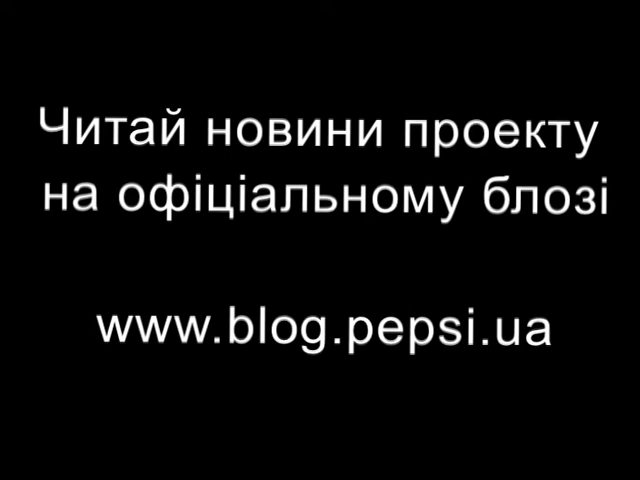 Читай новини проекту
на офіціальному блозі
www.blog.pepsi.ua